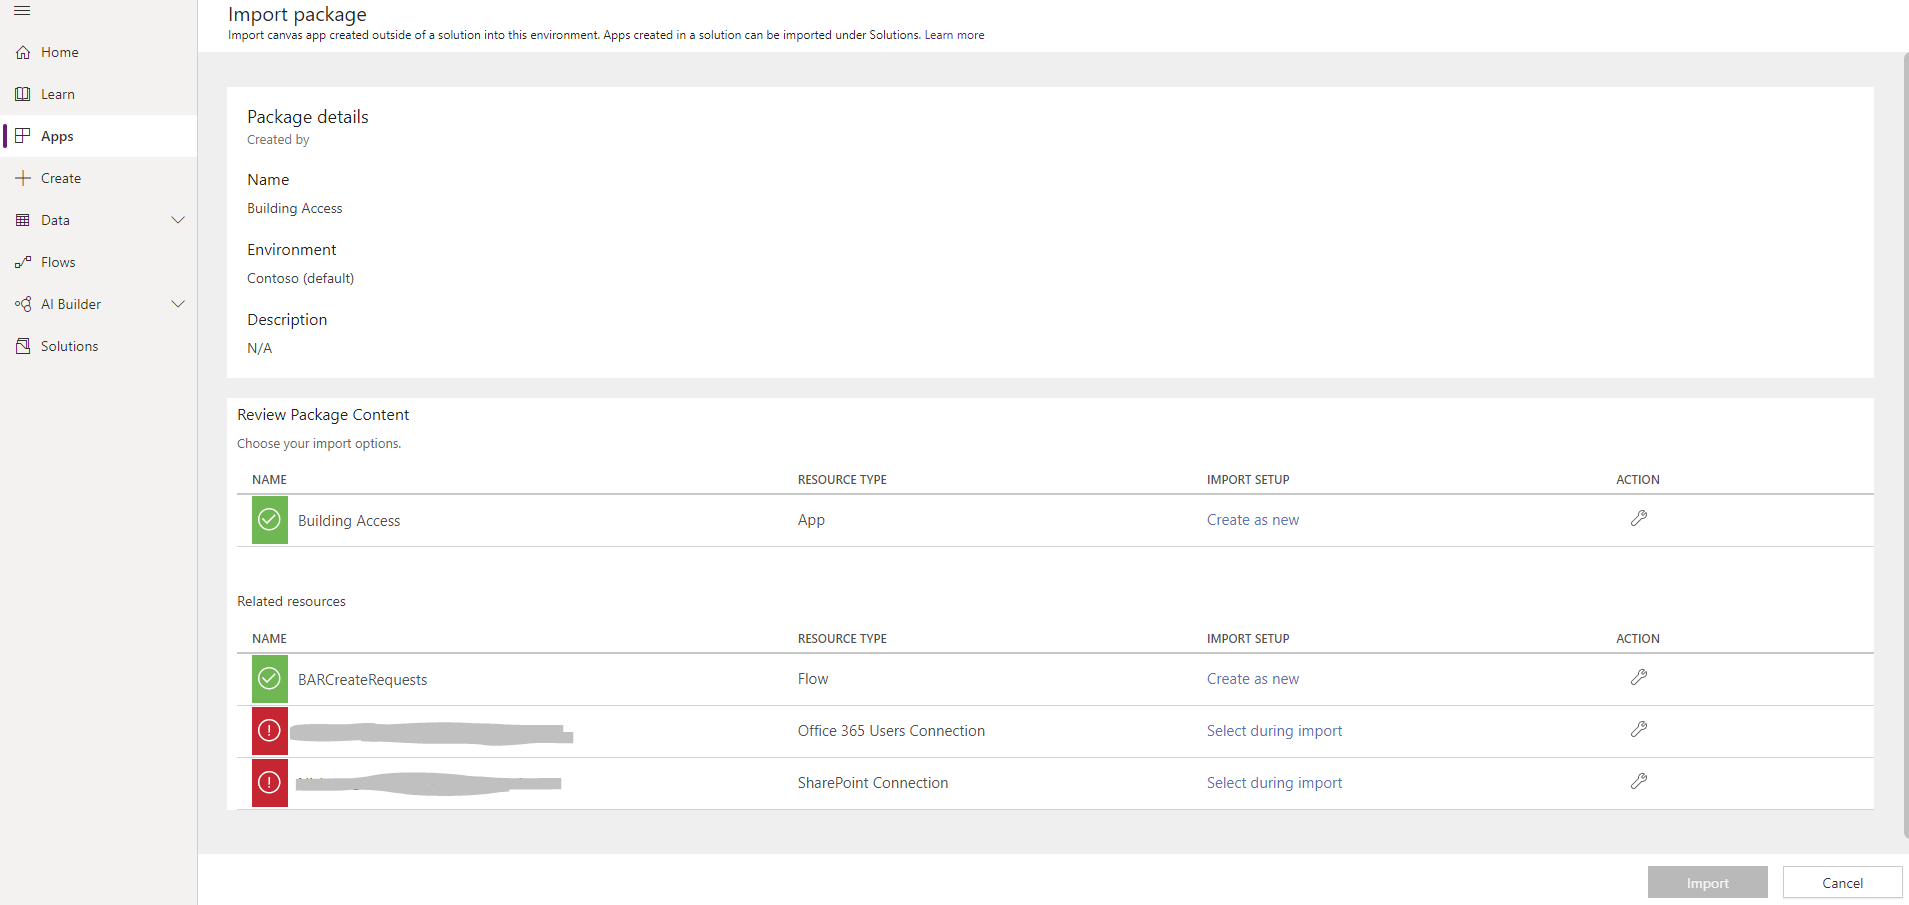 Import package
Import canvas app created outside of a solution into this environment. Apps created in a solution can be imported under Solutions. Learn more
Home
Learn
Apps
Create
Data
Flows
AI Builder
Solutions
Package details
Created by
Name
Building Access
Environment
Contoso (default)
Description
N/A
Review Package Content
Choose your import options.
NAME RESOURCE TYPE IMPORT SETUP ACTION
Building Access App Create as new
Related resources
NAME RESOURCE TYPE IMPORT SETUP ACTION
BARCreateRequests Flow Create as new
Office 365 Users Connection Select during import
SharePoint Connection Select during import
Import Cancel